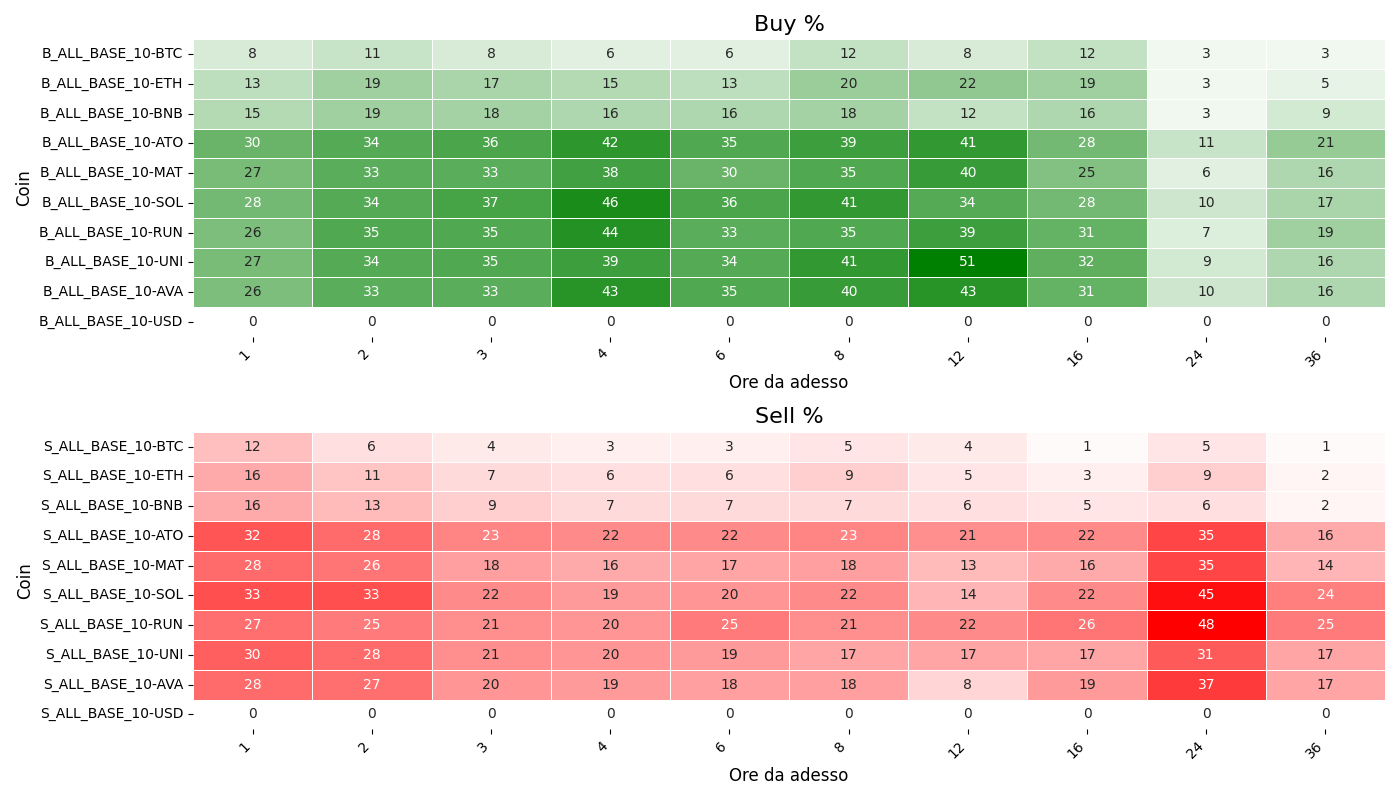 Buy %
Coin
B_ALL_BASE_10-BTC 8 11 8 6 6 12 8 12 3 3
B_ALL_BASE_10-ETH 13 19 17 15 13 20 22 19 3 5
B_ALL_BASE_10-BNB 15 19 18 16 16 18 12 16 3 9
B_ALL_BASE_10-ATO 30 34 36 42 35 39 41 28 11 21
B_ALL_BASE_10-MAT 27 33 33 38 30 35 40 25 6 16
B_ALL_BASE_10-SOL 28 34 37 46 36 41 34 28 10 17
B_ALL_BASE_10-RUN 26 35 35 44 33 35 39 31 7 19
B_ALL_BASE_10-UNI 27 34 35 39 34 41 51 32 9 16
B_ALL_BASE_10-AVA 26 33 33 43 35 40 43 31 10 16
B_ALL_BASE_10-USD 0 0 0 0 0 0 0 0 0 0
1 2 3 4 6 8 12 16 24 36
Ore da adesso
Sell %
Coin
S_ALL_BASE_10-BTC 12 6 4 3 3 5 4 1 5 1
S_ALL_BASE_10-ETH 16 11 7 6 6 9 5 3 9 2
S_ALL_BASE_10-BNB 16 13 9 7 7 7 6 5 6 2
S_ALL_BASE_10-ATO 32 28 23 22 22 23 21 22 35 16
S_ALL_BASE_10-MAT 28 26 18 16 17 18 13 16 35 14
S_ALL_BASE_10-SOL 33 33 22 19 20 22 14 22 45 24
S_ALL_BASE_10-RUN 27 25 21 20 25 21 22 26 48 25
S_ALL_BASE_10-UNI 30 28 21 20 19 17 17 17 31 17
S_ALL_BASE_10-AVA 28 27 20 19 18 18 8 19 37 17
S_ALL_BASE_10-USD 0 0 0 0 0 0 0 0 0 0
1 2 3 4 6 8 12 16 24 36
Ore da adesso